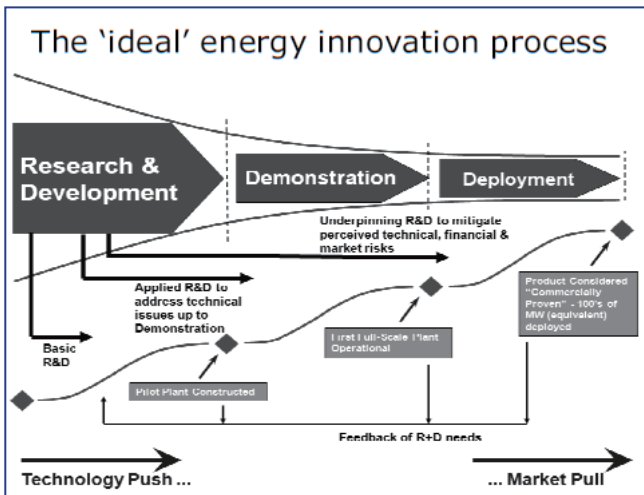 The 'ideal' energy innovation process
Research &
Development
Demonstration
Deployment
Underpinning R&D to mitigate
perceived technical, financial &
market risks
Applied R&D to
address technical
issues up to
Demonstration
Basic
R&D
Product Considered
"Commercially
Proven" - 100's of
MW (equivalent)
deployed
First Full-Scale Plant
Operational
Pilot Plant Constructed
Feedback of R+D needs
Technology Push ...
... Market Pull